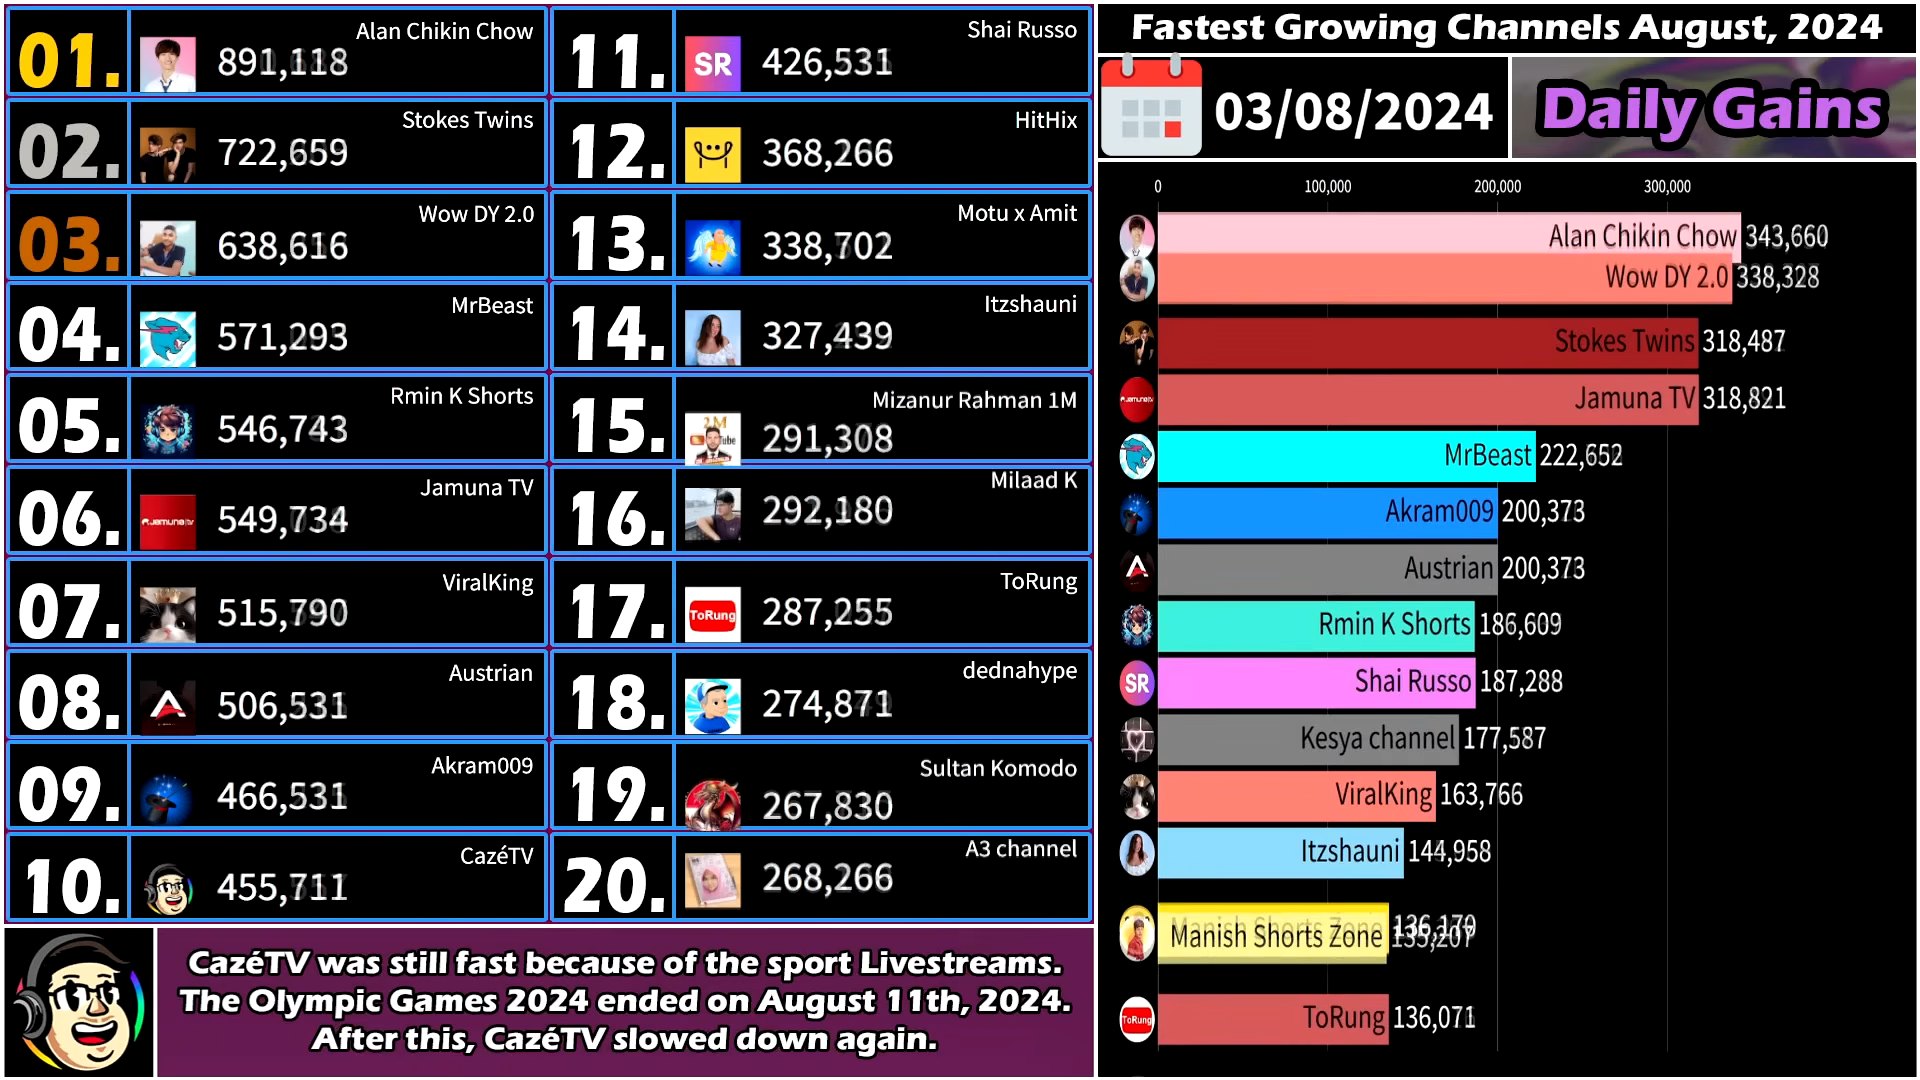 01.
Alan Chikin Chow
891,118
02.
Stokes Twins
722,659
03.
Wow DY 2.0
638,616
04.
MrBeast
571,293
05.
Rmin K Shorts
546,743
06.
Jamuna TV
549,734
07.
ViralKing
515,790
08.
Austrian
506,531
09.
Akram009
466,531
10.
CazéTV
455,711
11.
Shai Russo
SR
426,531
12.
HitHix
368,266
13.
Motu x Amit
338,702
14.
Itzshauni
327,439
15.
Mizanur Rahman 1M
291,308
16.
Milaad K
292,180
17.
ToRung
ToRung
287,255
18.
dednahype
274,871
19.
Sultan Komodo
267,830
20.
A3 channel
268,266
CazéTV was still fast because of the sport Livestreams.
The Olympic Games 2024 ended on August 11th, 2024.
After this, CazéTV slowed down again.
Fastest Growing Channels August, 2024
03/08/2024
Daily Gains
0 100,000 200,000 300,000
Alan Chikin Chow 343,660
Wow DY 2.0 338,328
Stokes Twins 318,487
Jamuna TV 318,821
MrBeast 222,652
Akram009 200,373
Austrian 200,373
Rmin K Shorts 186,609
SR Shai Russo 187,288
Kesya channel 177,587
ViralKing 163,766
Itzshauni 144,958
Manish Shorts Zone
ToRung ToRung 136,071